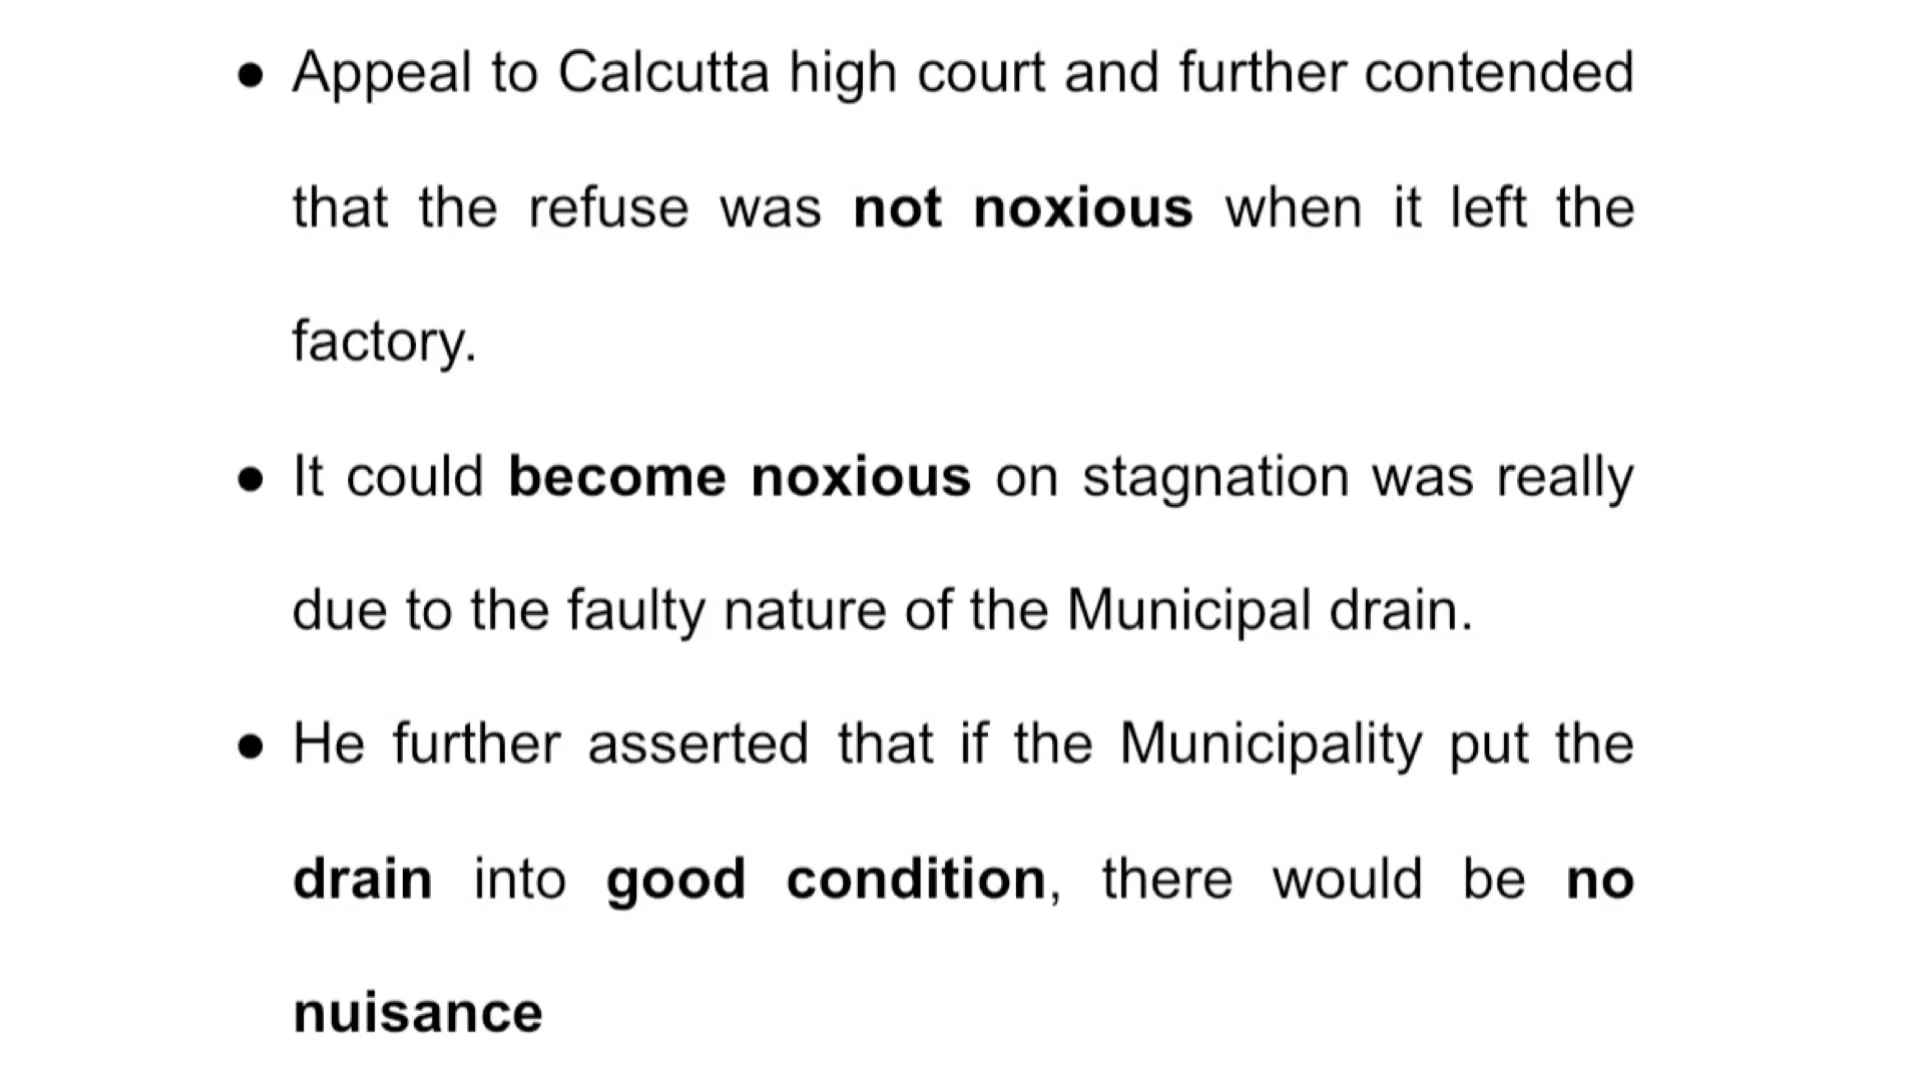 ● Appeal to Calcutta high court and further contended
that the refuse was not noxious when it left the
factory.
● It could become noxious on stagnation was really
due to the faulty nature of the Municipal drain.
● He further asserted that if the Municipality put the
drain into good condition, there would be no
nuisance